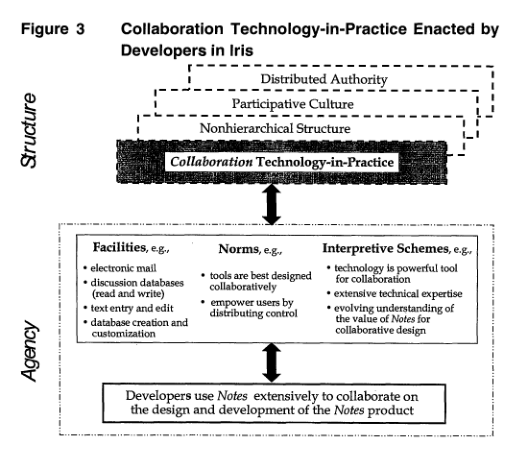 Figure 3 Collaboration Technology-in-Practice Enacted by
Developers in Iris
Structure
Distributed Authority
Participative Culture
Nonhierarchical Structure
Collaboration Technology-in-Practice
Agency
Facilities, e.g.,
• electronic mail
• discussion databases
(read and write)
• text entry and edit
• database creation and
customization
Norms, e.g.,
• tools are best designed
collaboratively
• empower users by
distributing control
Interpretive Schemes, e.g.,
• technology is powerful tool
for collaboration
• extensive technical expertise
• evolving understanding of
the value of Notes for
collaborative design
Developers use Notes extensively to collaborate on
the design and development of the Notes product